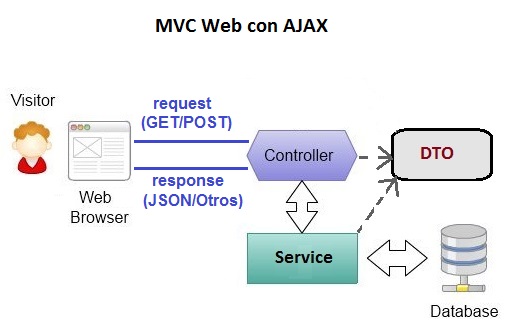 MVC Web con AJAX
Visitor
request
(GET/POST)
Controller
DTO
response
(JSON/Otros)
Web
Browser
Service
Database